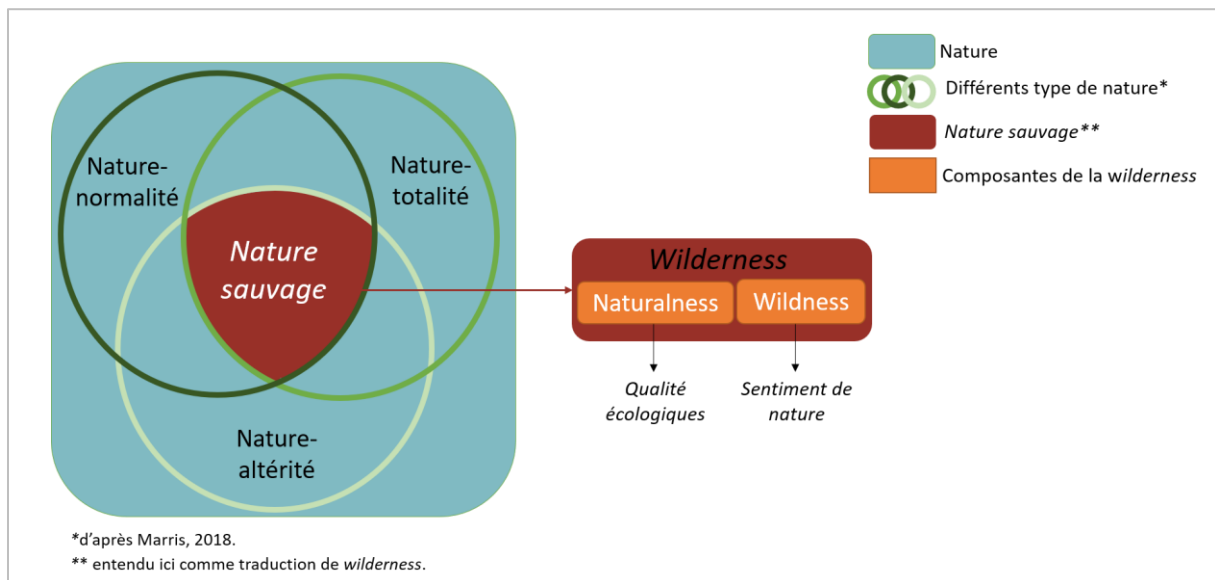 Nature-
normalité
Nature-
totalité
Nature
sauvage
Nature-
altérité
Wilderness
Naturalness
Wildness
Qualité
écologiques
Sentiment de
nature
Nature
Différents type de nature*
Nature sauvage**
Composantes de la wilderness
*d’après Marris, 2018.
** entendu ici comme traduction de wilderness.